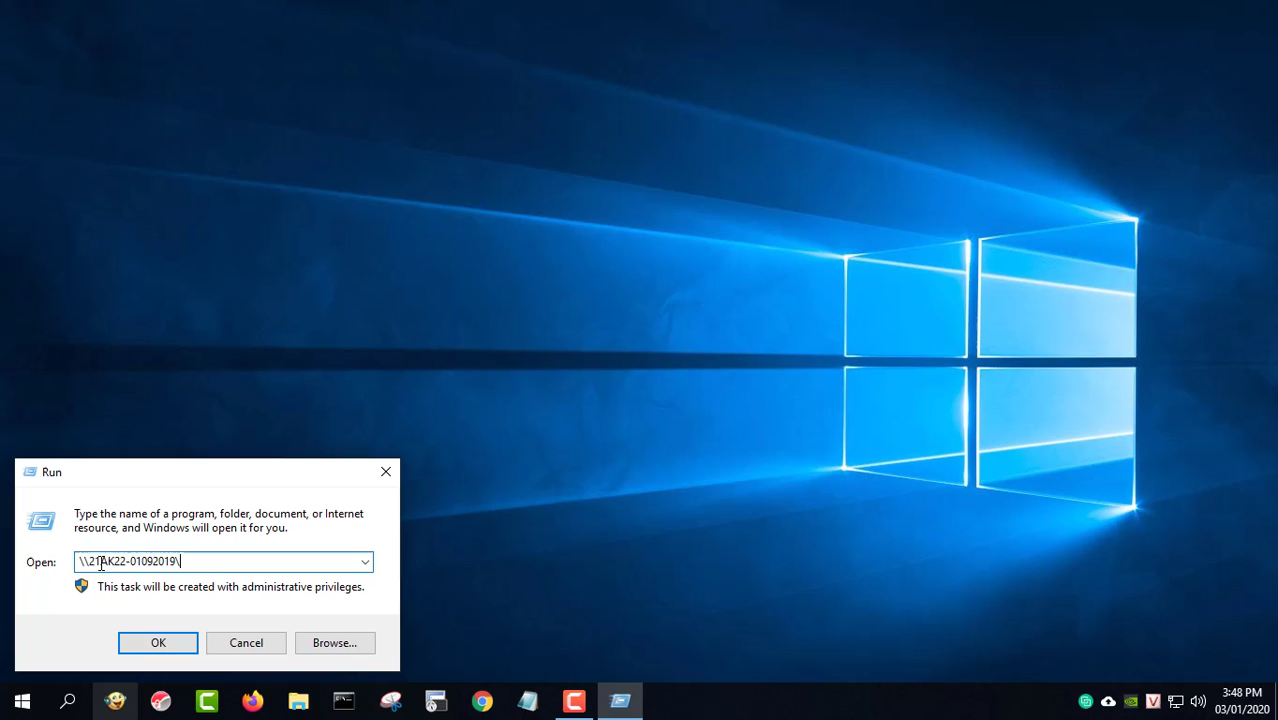 Run
Type the name of a program, folder, document, or Internet
resource, and Windows will open it for you.
Open:
\\21AK22-01092019\
This task will be created with administrative privileges.
OK
Cancel
Browse...
3:48 PM
03/01/2020